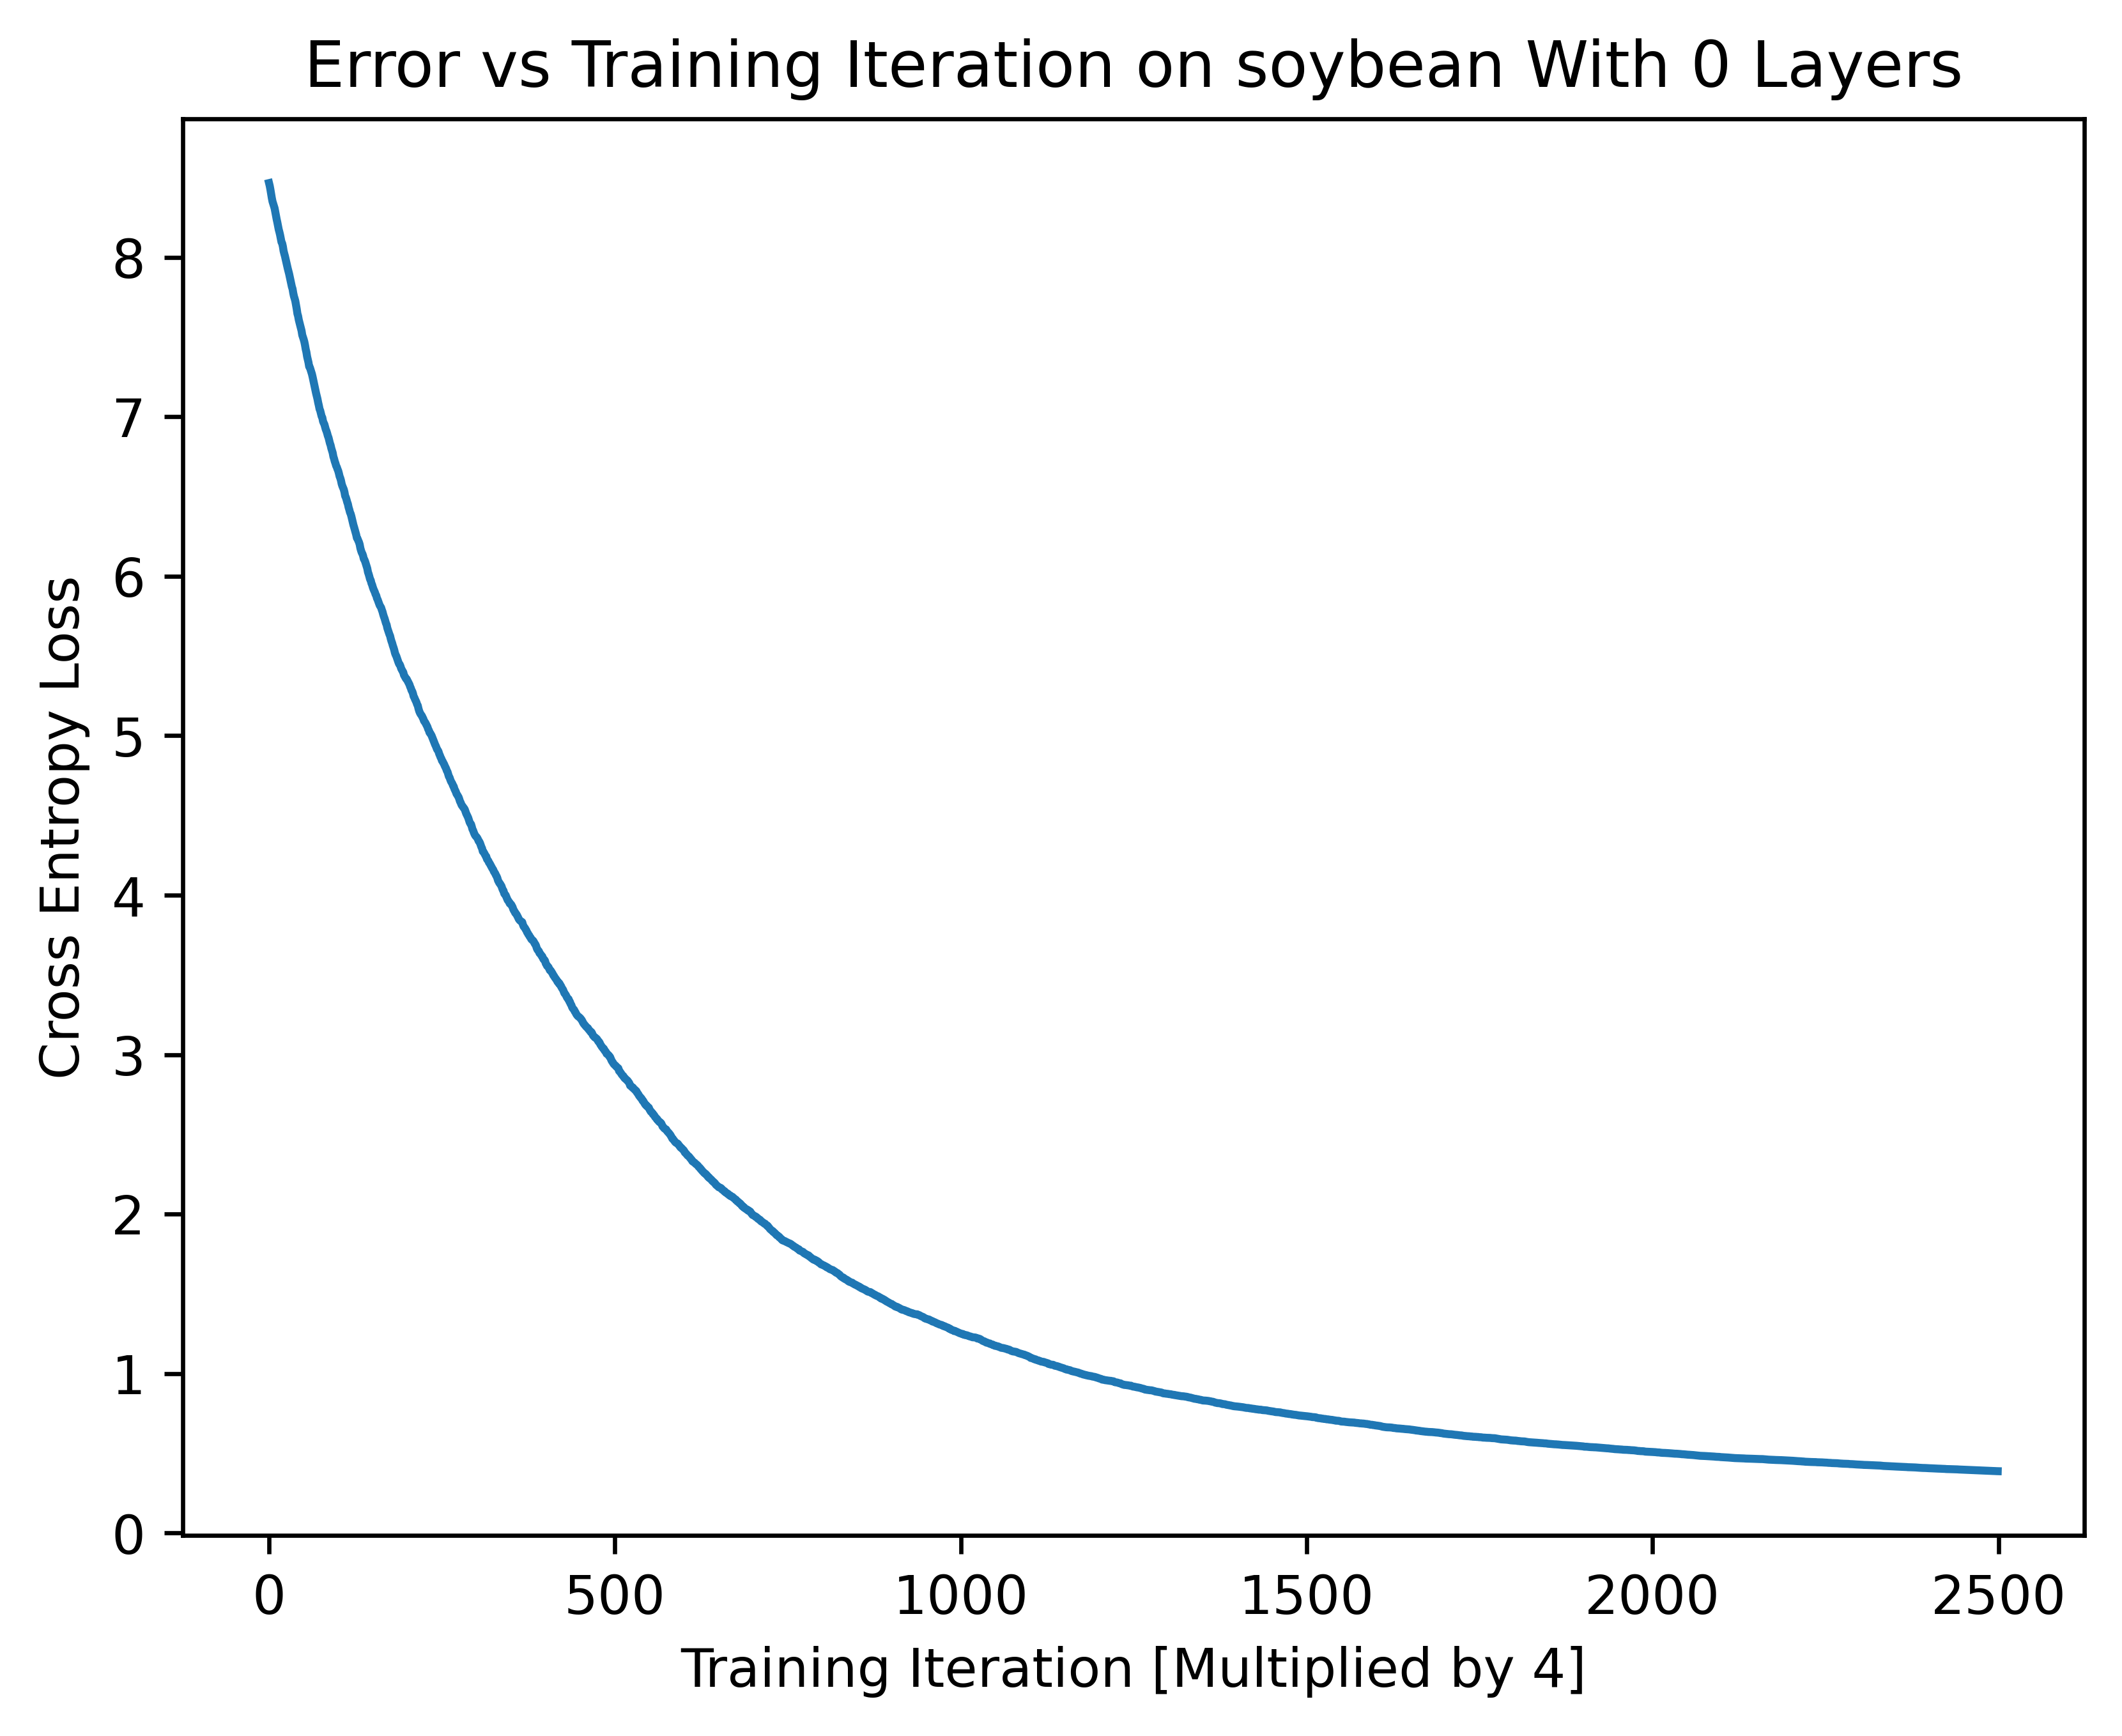 Error vs Training Iteration on soybean With 0 Layers
Cross Entropy Loss
8
7
6
5
4
3
2
1
0
0 500 1000 1500 2000 2500
Training Iteration [Multiplied by 4]